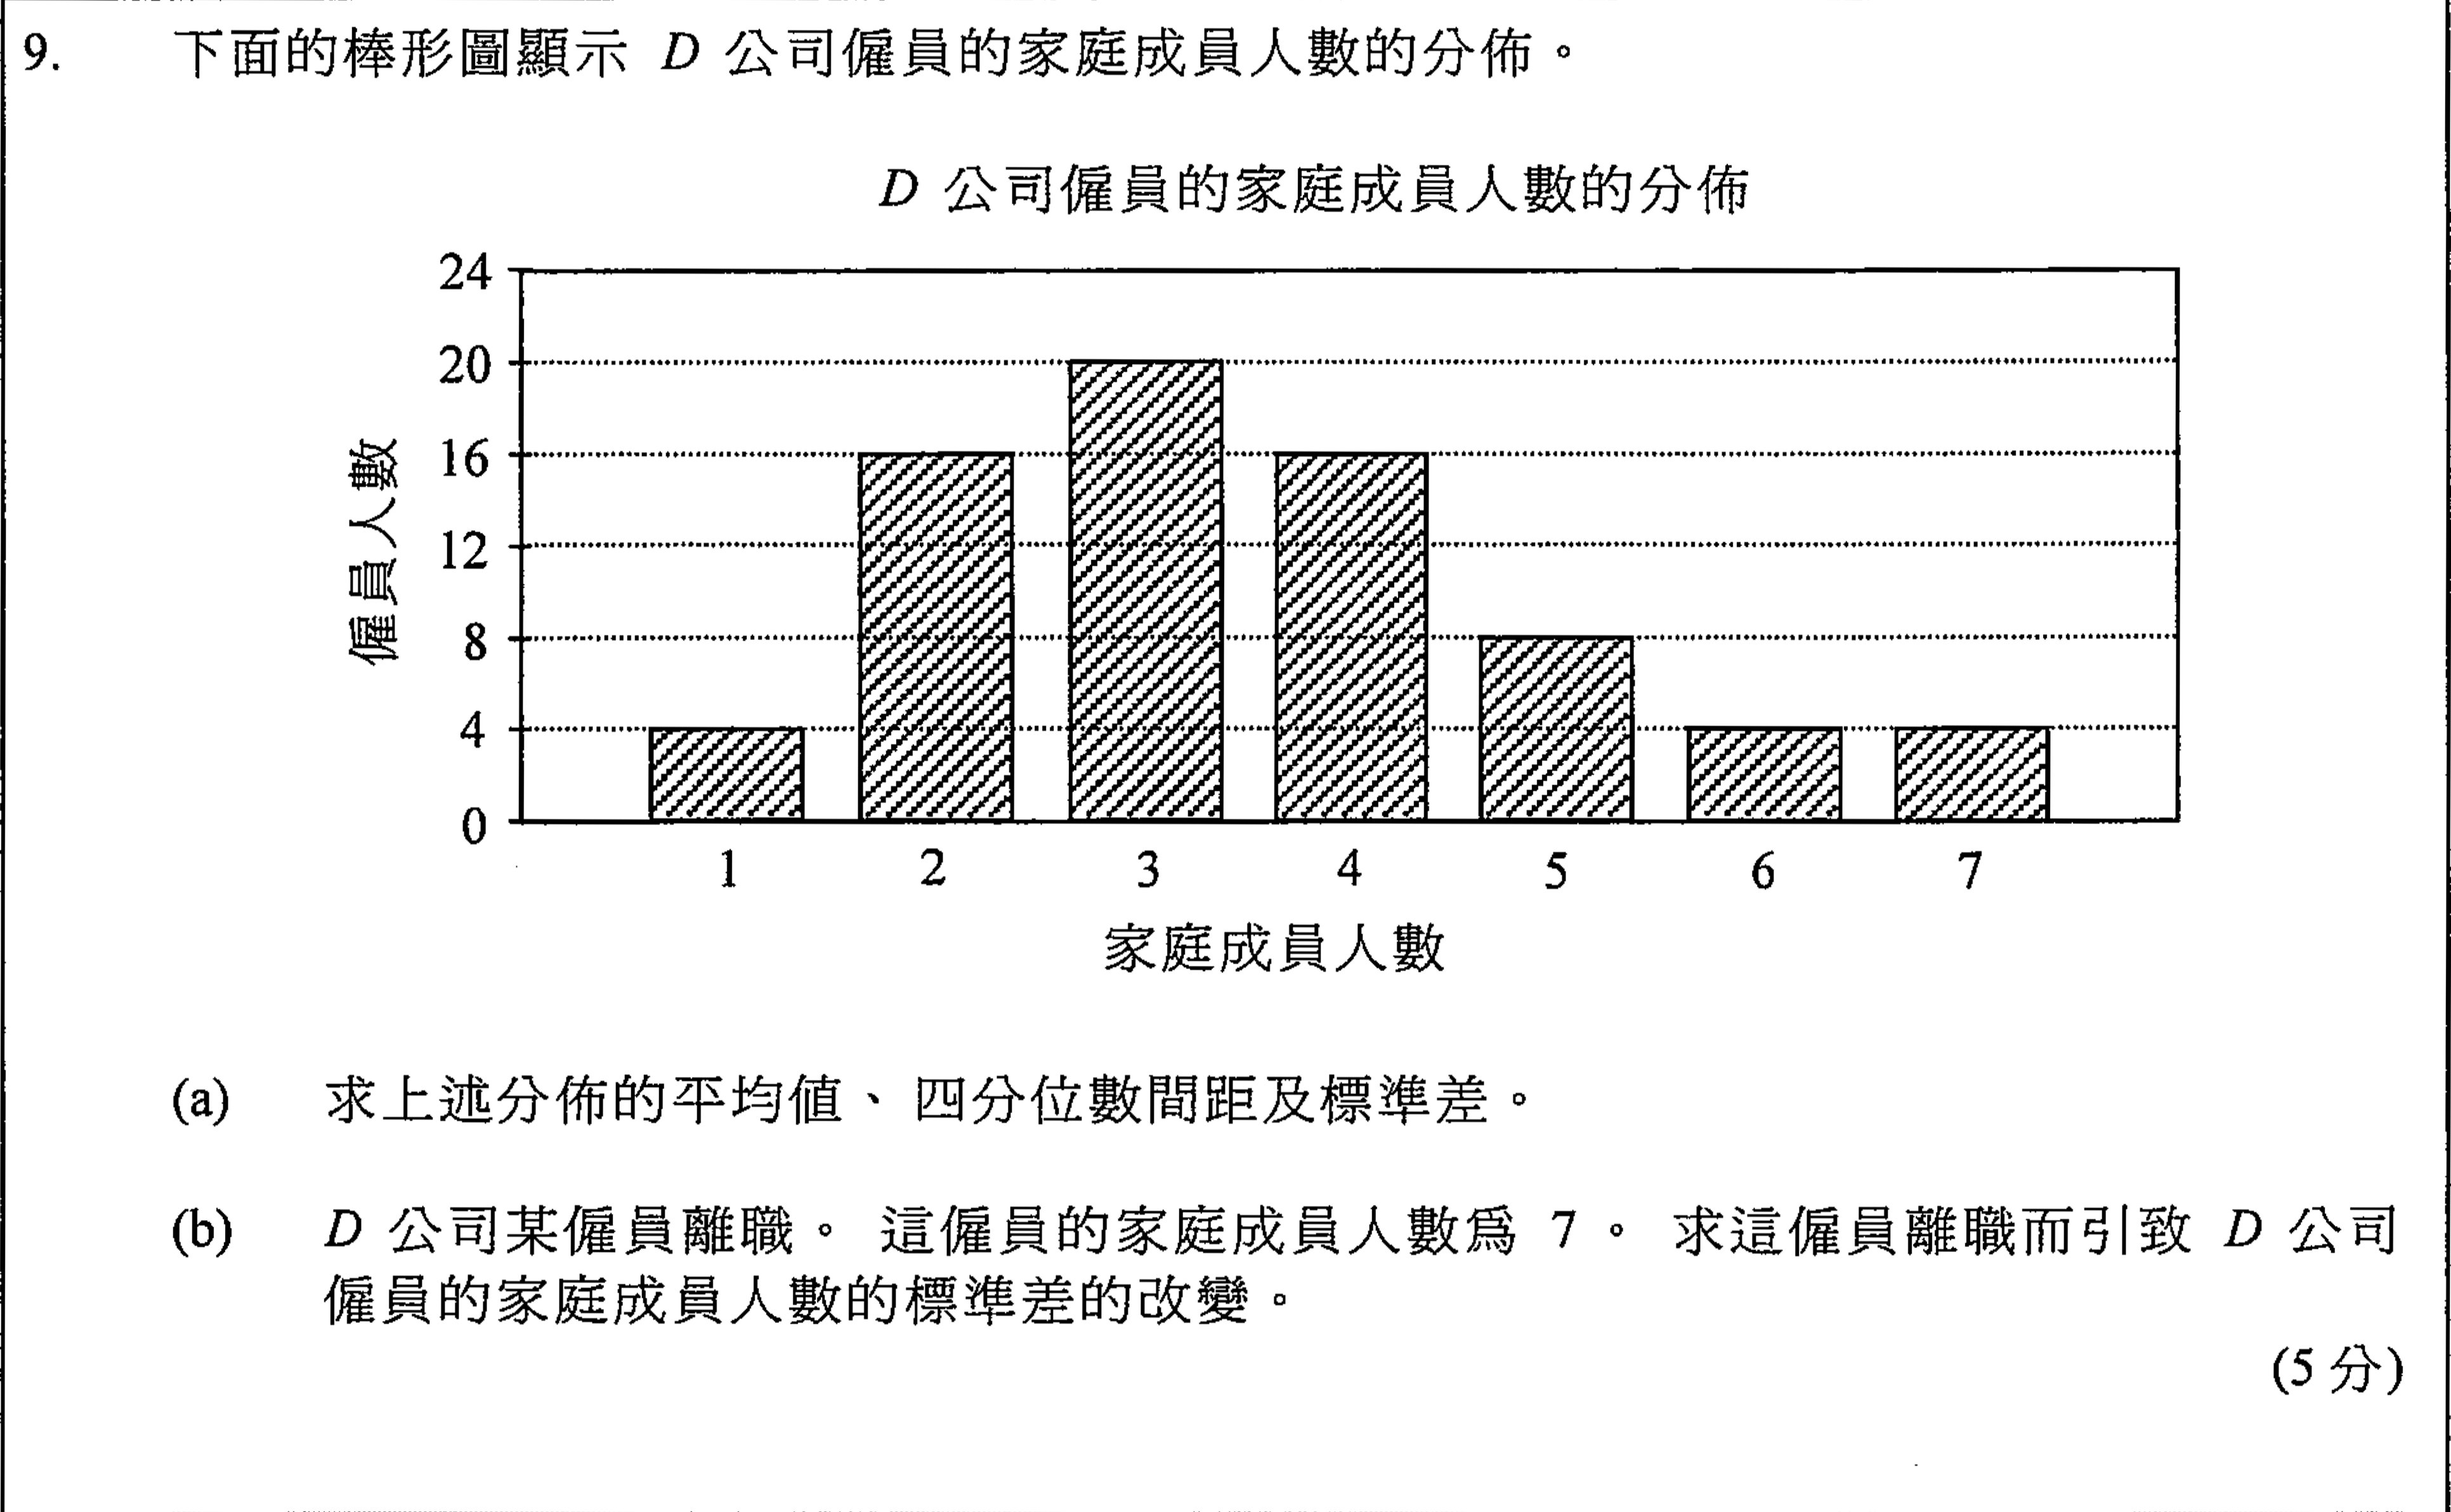 9. 下面的棒形圖顯示 D 公司僱員的家庭成員人數的分佈。
D 公司僱員的家庭成員人數的分佈
24
20
16
12
8
4
0
僱員人數
1 2 3 4 5 6 7
家庭成員人數
(a) 求上述分佈的平均值、四分位數間距及標準差。
(b) D 公司某僱員離職。 這僱員的家庭成員人數爲 7 。 求這僱員離職而引致 D 公司
僱員的家庭成員人數的標準差的改變。
(5 分)